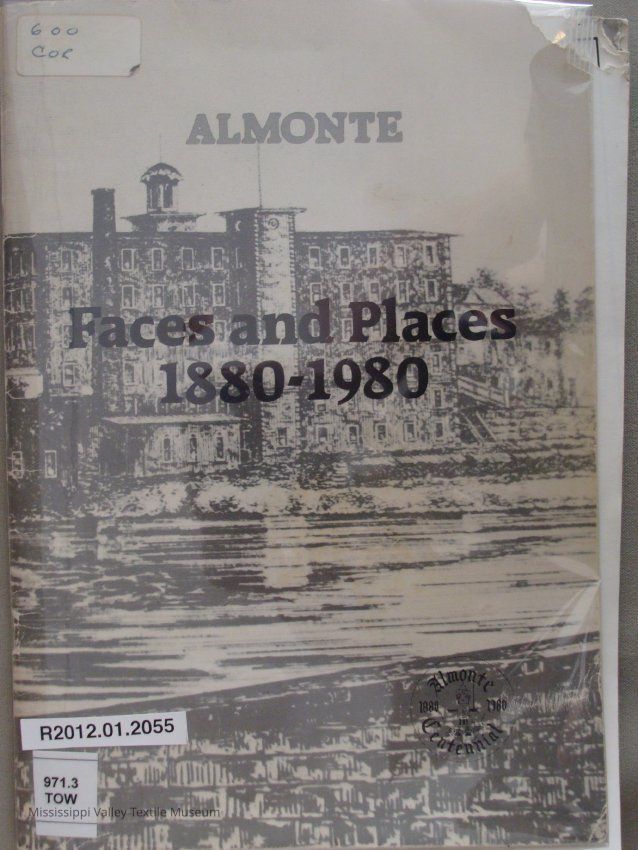 600
COR
ALMONTE
Faces and Places
1880-1980
Almonte
1880 1980
Centennial
R2012.01.2055
971.3
TOW
Mississippi Valley Textile Museum